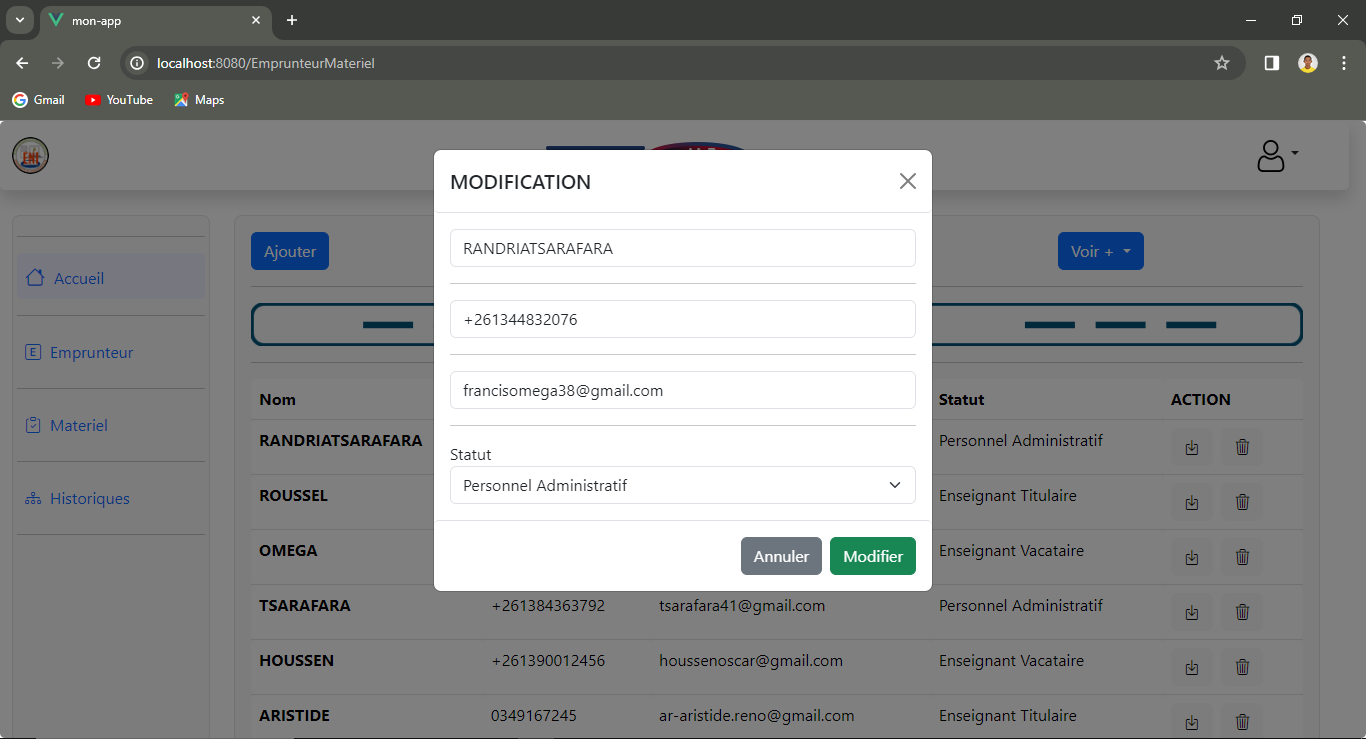 mon-app
localhost:8080/EmprunteurMateriel
Gmail YouTube Maps
MODIFICATION
RANDRIATSARAFARA
+261344832076
francisomega38@gmail.com
Statut
Personnel Administratif
Annuler Modifier
Ajouter Voir +
Accueil
Emprunteur
Materiel
Historiques
Nom Statut ACTION
RANDRIATSARAFARA Personnel Administratif
ROUSSEL Enseignant Titulaire
OMEGA Enseignant Vacataire
TSARAFARA +261384363792 tsarafara41@gmail.com Personnel Administratif
HOUSSEN +261390012456 houssenoscar@gmail.com Enseignant Vacataire
ARISTIDE 0349167245 ar-aristide.reno@gmail.com Enseignant Titulaire